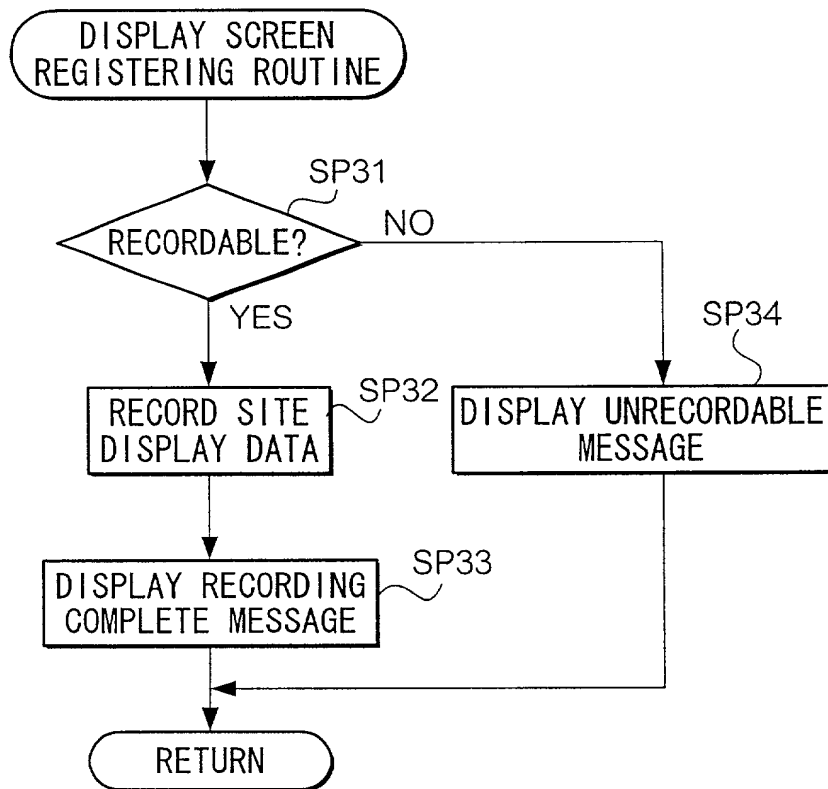 DISPLAY SCREEN
REGISTERING ROUTINE
SP31
RECORDABLE?
NO
YES
SP34
SP32
RECORD SITE
DISPLAY DATA
DISPLAY UNRECORDABLE
MESSAGE
SP33
DISPLAY RECORDING
COMPLETE MESSAGE
RETURN